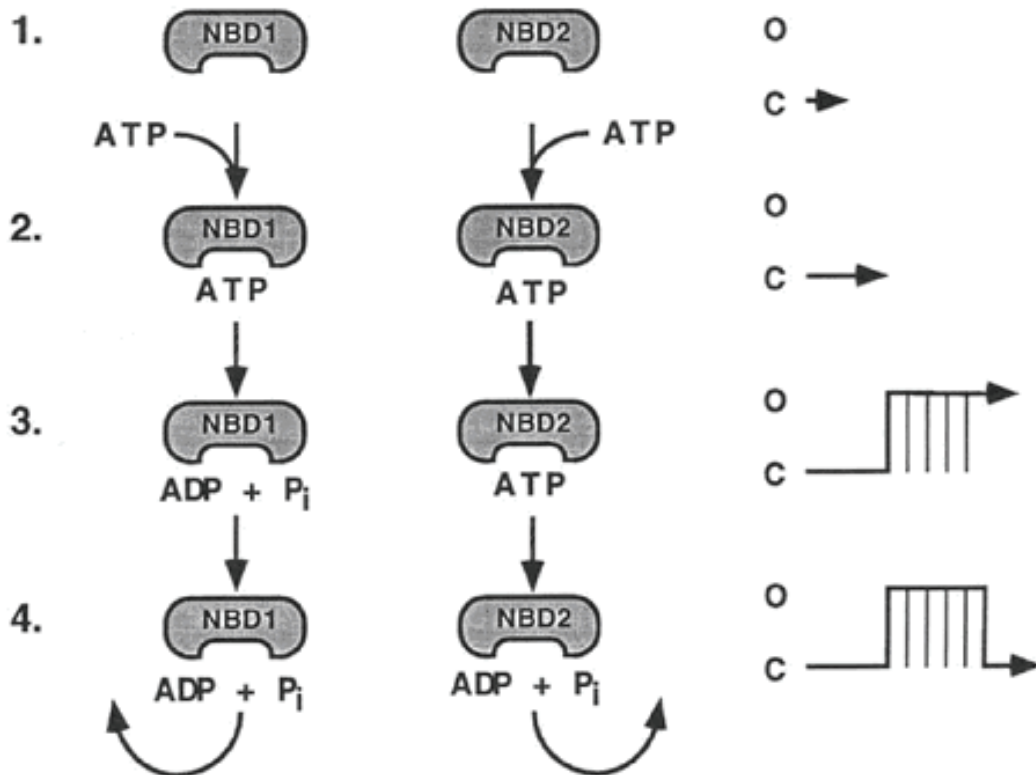 1. NBD1 NBD2 O
C
ATP ATP
2. NBD1 NBD2 O
ATP ATP C
3. NBD1 NBD2 O
ADP + Pi ATP C
4. NBD1 NBD2 O
ADP + Pi ADP + Pi C